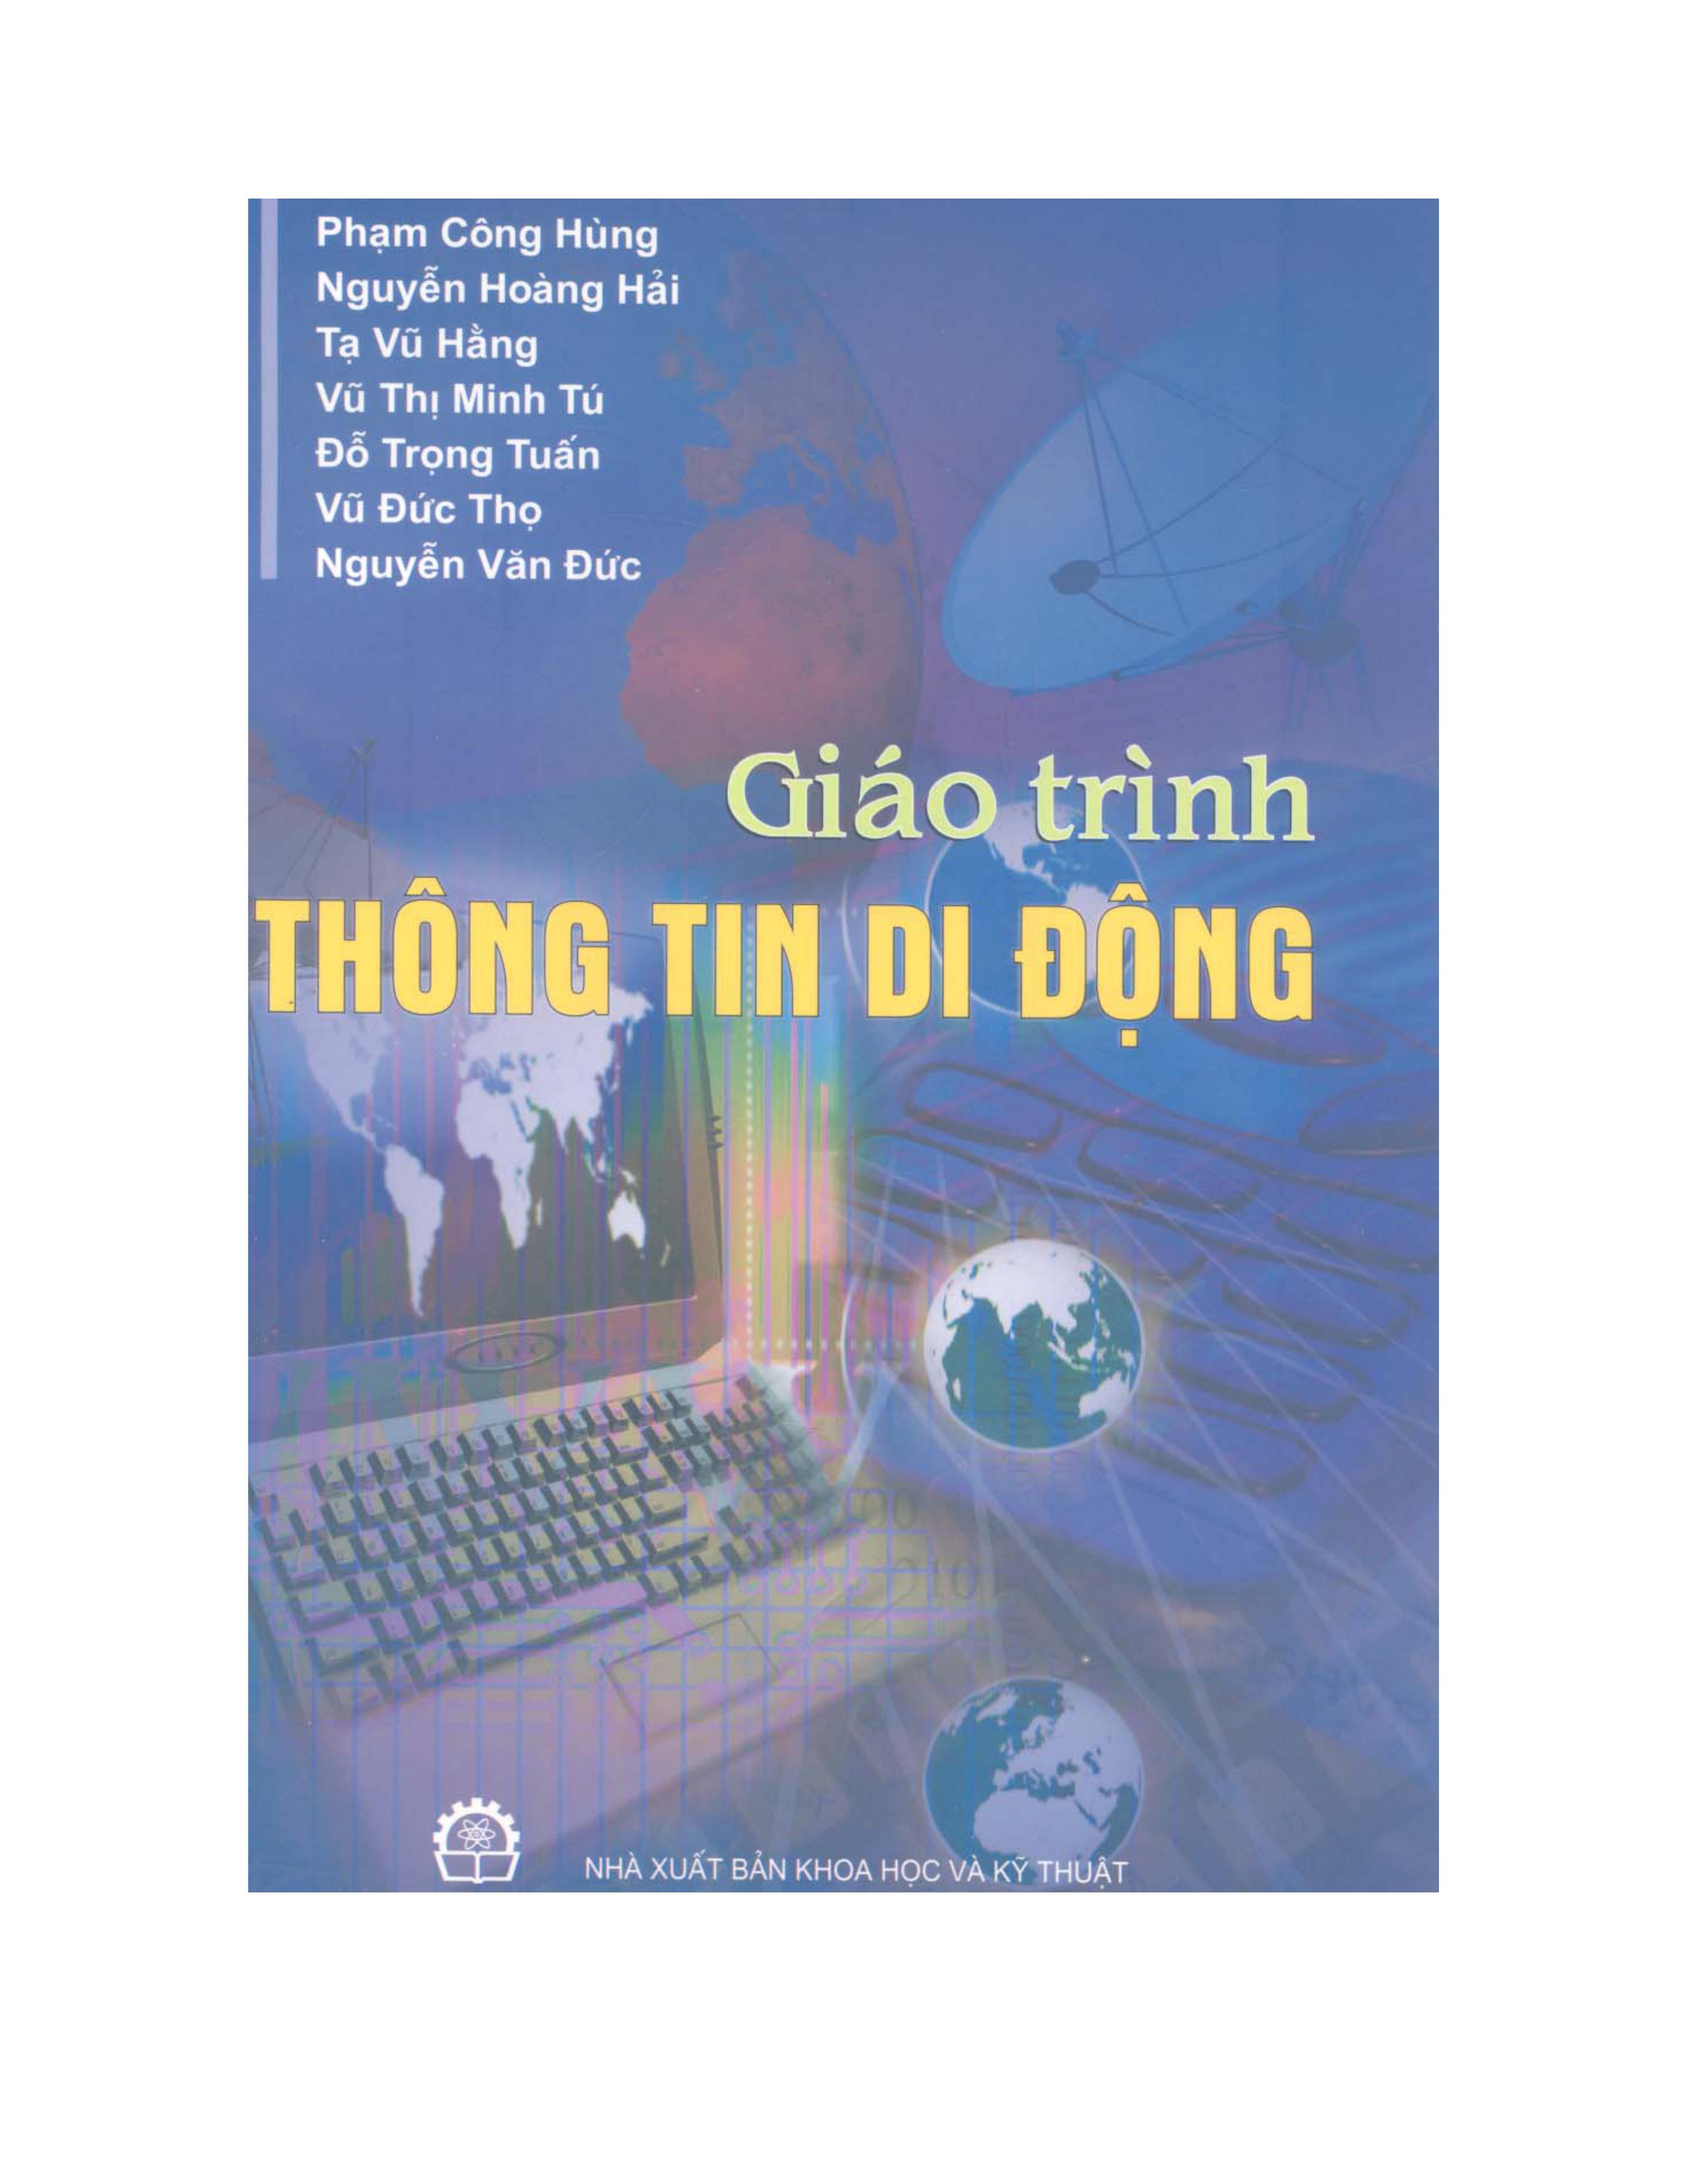 Phạm Công Hùng
Nguyễn Hoàng Hải
Tạ Vũ Hằng
Vũ Thị Minh Tú
Đỗ Trọng Tuấn
Vũ Đức Thọ
Nguyễn Văn Đức
Giáo trình
THÔNG TIN DI ĐỘNG
NHÀ XUẤT BẢN KHOA HỌC VÀ KỸ THUẬT